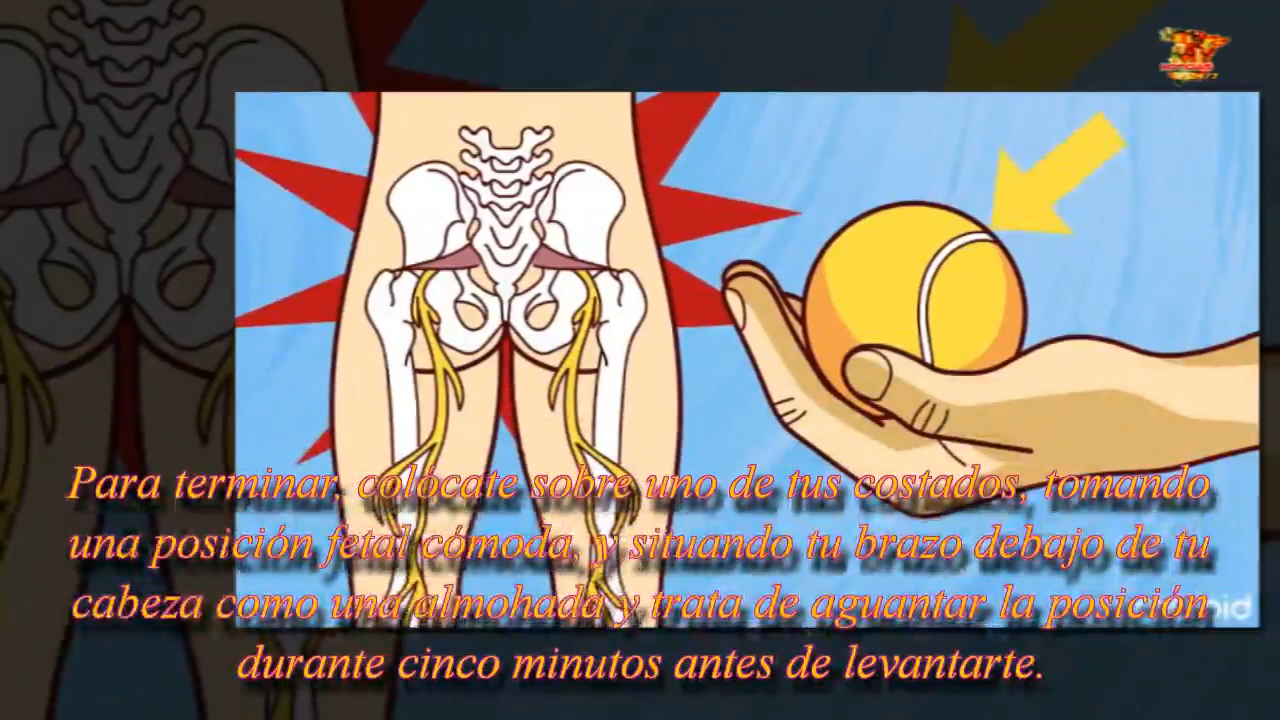 Para terminar, colócate sobre uno de tus costados, tomando
una posición fetal cómoda, y situando tu brazo debajo de tu
cabeza como una almohada y trata de aguantar la posición
durante cinco minutos antes de levantarte.